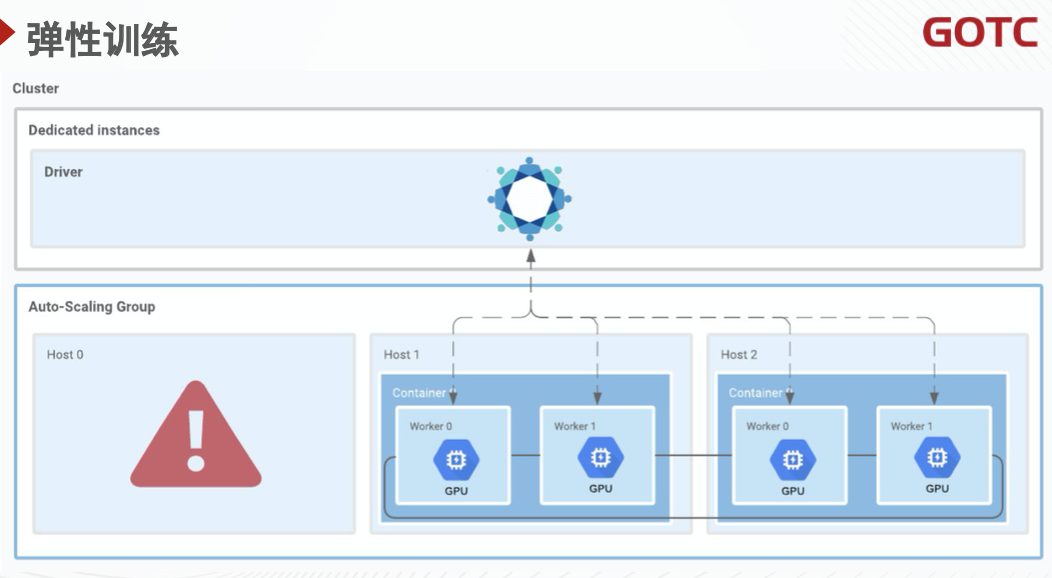 弹性训练
GOTC
Cluster
Dedicated instances
Driver
Auto-Scaling Group
Host 0
Host 1
Host 2
Container
Container
Worker 0
Worker 1
Worker 0
Worker 1
GPU
GPU
GPU
GPU